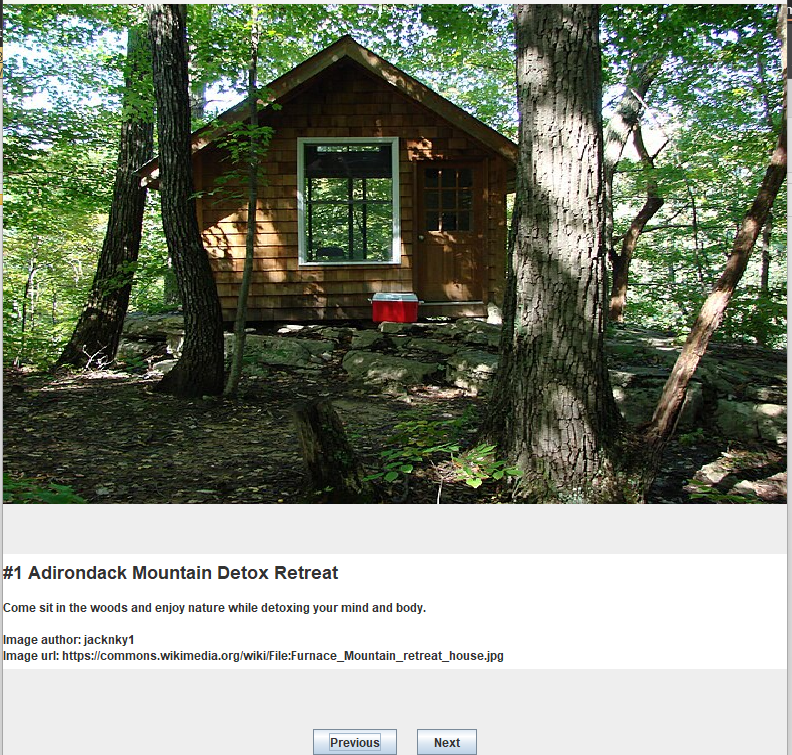 #1 Adirondack Mountain Detox Retreat
Come sit in the woods and enjoy nature while detoxing your mind and body.
Image author: jacknky1
Image url: https://commons.wikimedia.org/wiki/File:Furnace_Mountain_retreat_house.jpg
Previous Next